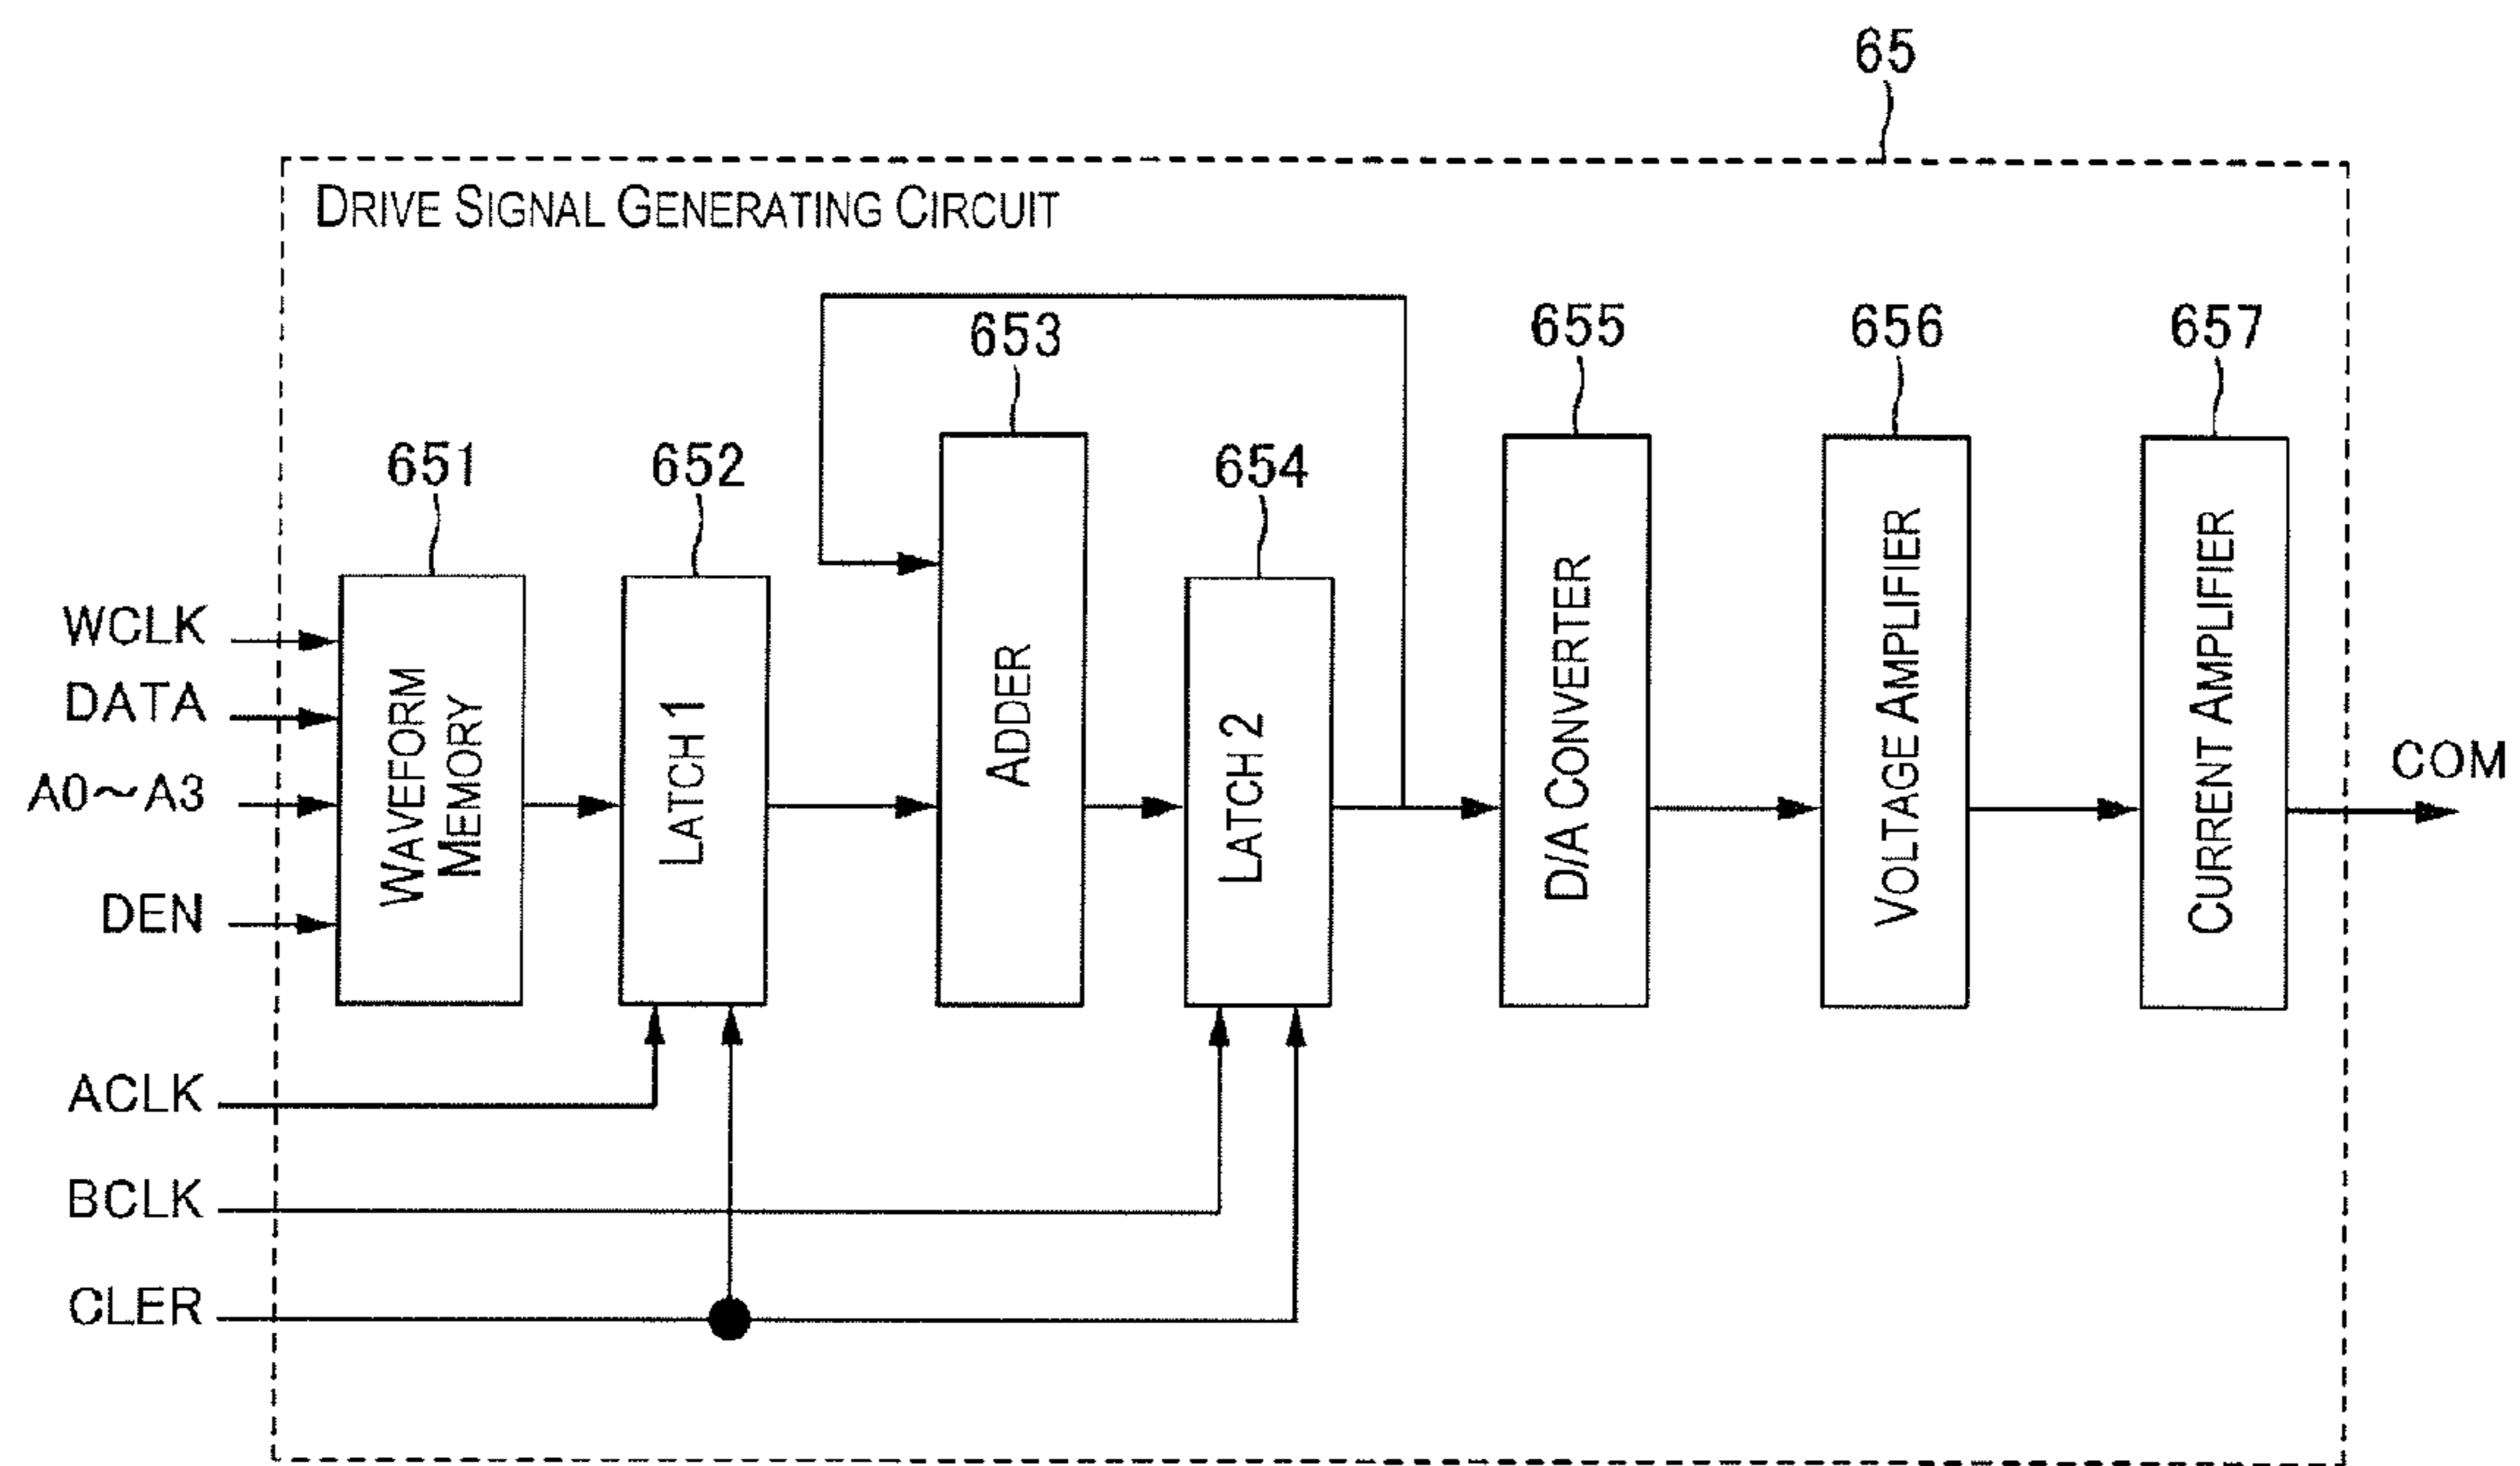 65
DRIVE SIGNAL GENERATING CIRCUIT
653
655
656
657
651
652
654
WCLK
DATA
A0～A3
DEN
WAVEFORM
MEMORY
LATCH 1
ADDER
LATCH 2
D/A CONVERTER
VOLTAGE AMPLIFIER
CURRENT AMPLIFIER
COM
ACLK
BCLK
CLER